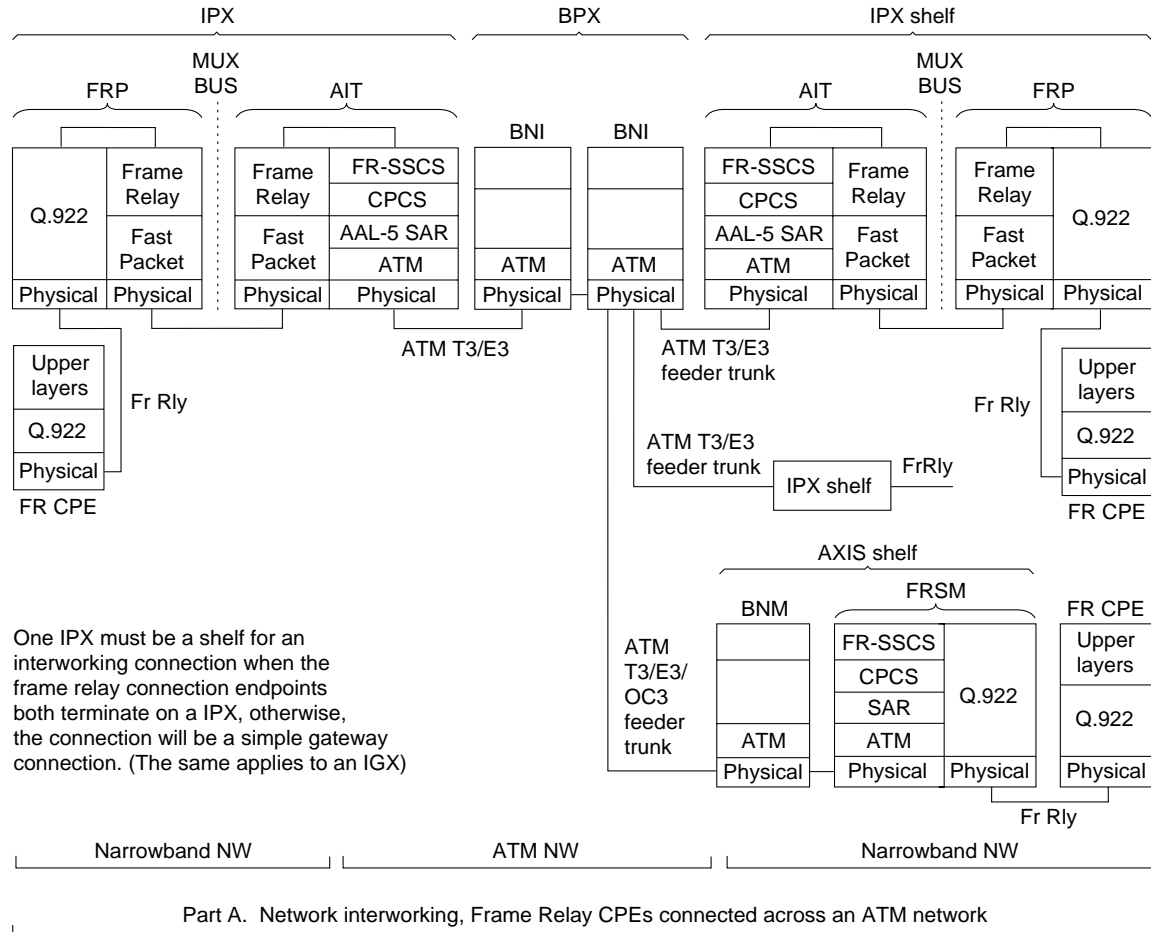 IPX BPX IPX shelf
MUX
BUS
MUX
BUS
FRP AIT AIT FRP
BNI BNI
Q.922
Frame
Relay
Fast
Packet
Physical Physical
Frame
Relay
Fast
Packet
Physical
FR-SSCS
CPCS
AAL-5 SAR
ATM
Physical
ATM
Physical
ATM
Physical
FR-SSCS
CPCS
AAL-5 SAR
ATM
Physical
Frame
Relay
Fast
Packet
Physical
Frame
Relay
Fast
Packet
Physical
Q.922
Physical
ATM T3/E3
ATM T3/E3
feeder trunk
Upper
layers
Q.922
Physical
FR CPE
Fr Rly
Fr Rly
Upper
layers
Q.922
Physical
FR CPE
ATM T3/E3
feeder trunk
IPX shelf
FrRly
AXIS shelf
BNM
FRSM
FR CPE
ATM
T3/E3/
OC3
feeder
trunk
ATM
Physical
FR-SSCS
CPCS
SAR
ATM
Physical
Q.922
Physical
Upper
layers
Q.922
Physical
Fr Rly
One IPX must be a shelf for an
interworking connection when the
frame relay connection endpoints
both terminate on a IPX, otherwise,
the connection will be a simple gateway
connection. (The same applies to an IGX)
Narrowband NW ATM NW Narrowband NW
Part A. Network interworking, Frame Relay CPEs connected across an ATM network